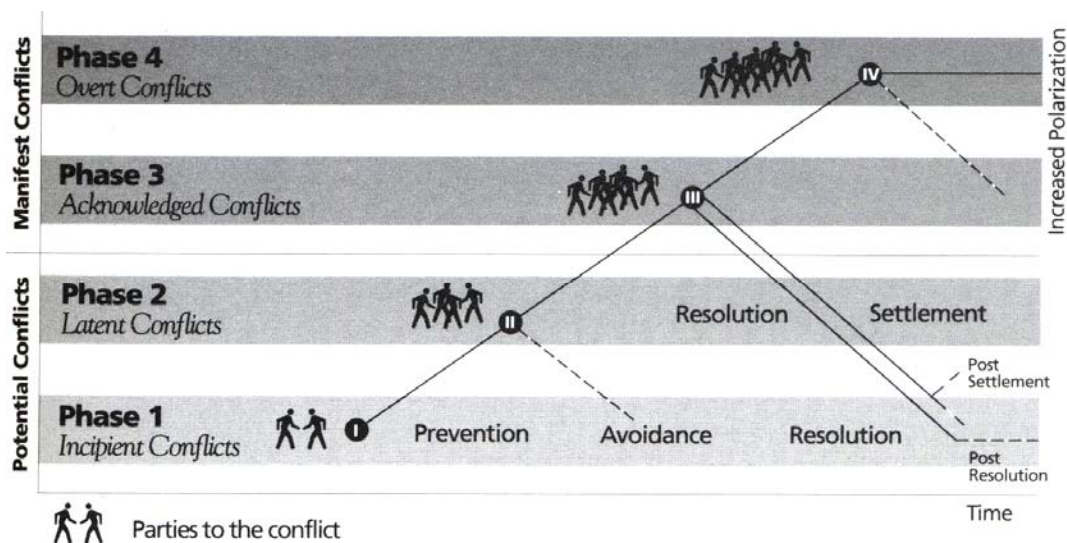 Manifest Conflicts
Potential Conflicts
Increased Polarization
Phase 4
Overt Conflicts
IV
Phase 3
Acknowledged Conflicts
III
Phase 2
Latent Conflicts
II
Resolution
Settlement
Post
Settlement
Phase 1
Incipient Conflicts
I
Prevention
Avoidance
Resolution
Post
Resolution
Time
Parties to the conflict